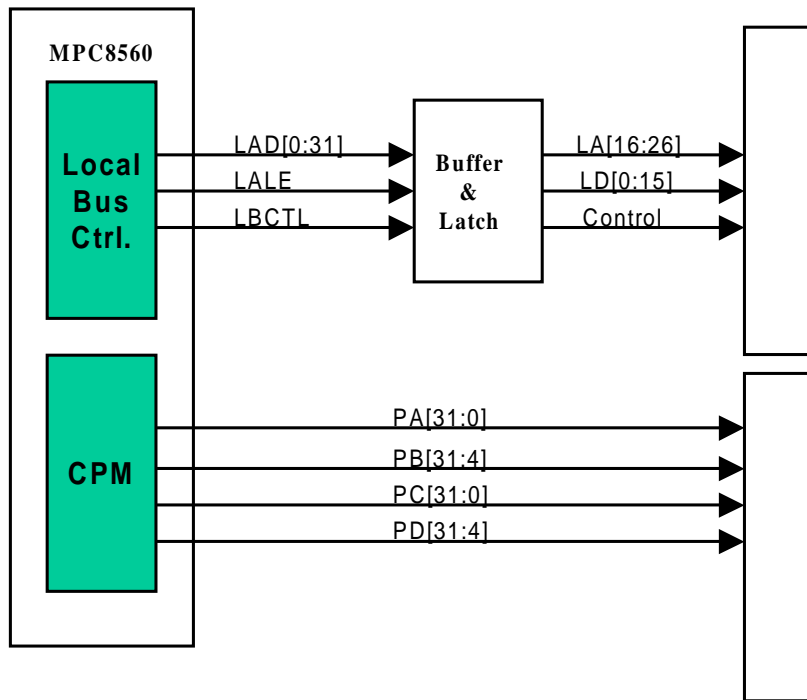 MPC8560
Local
Bus
Ctrl.
LAD[0:31]
LALE
LBCTL
Buffer
&
Latch
LA[16:26]
LD[0:15]
Control
CPM
PA[31:0]
PB[31:4]
PC[31:0]
PD[31:4]